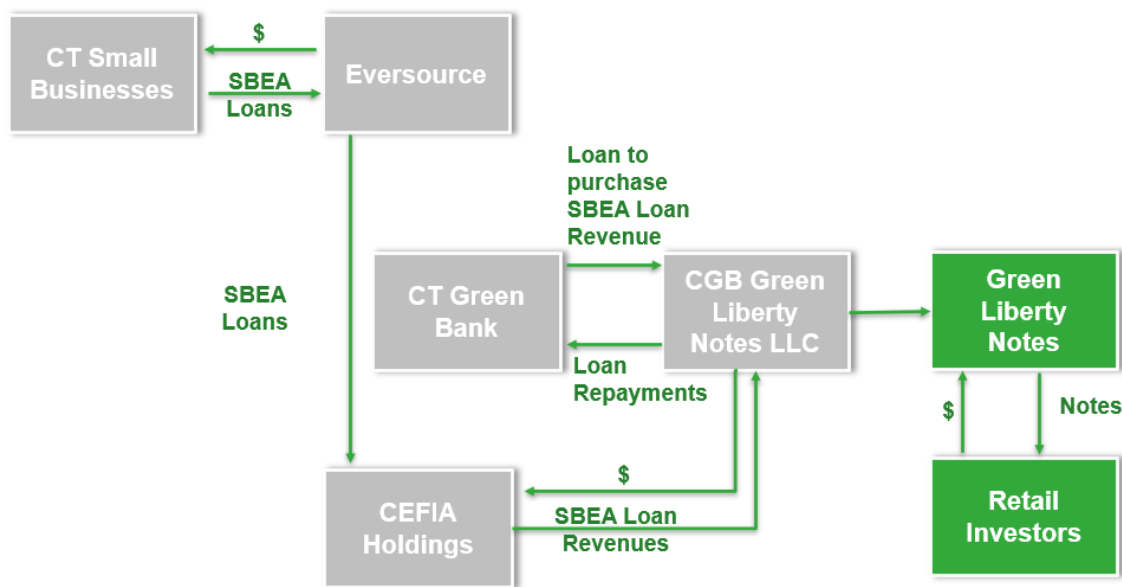 CT Small
Businesses
$
SBEA
Loans
Eversource
Loan to
purchase
SBEA Loan
Revenue
SBEA
Loans
CT Green
Bank
CGB Green
Liberty
Notes LLC
Green
Liberty
Notes
Loan
Repayments
$
Notes
CEFIA
Holdings
$
SBEA Loan
Revenues
Retail
Investors